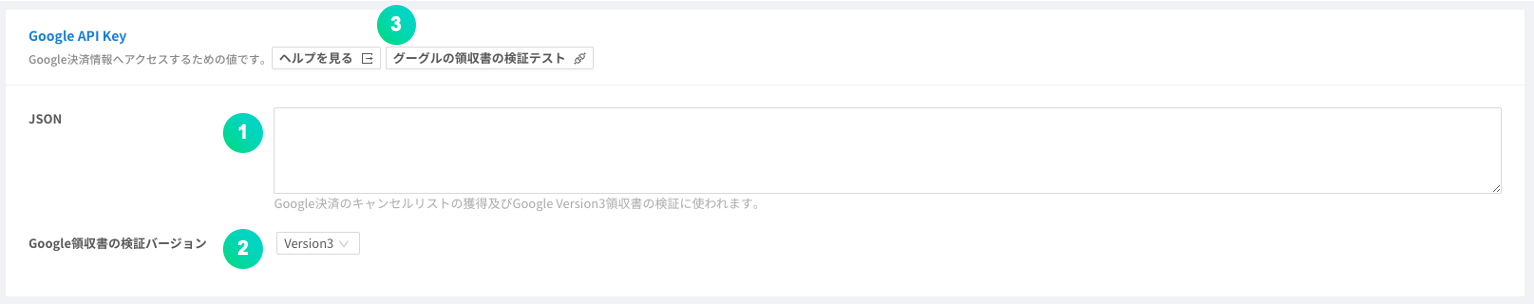 3
Google API Key
Google決済情報へアクセスするための値です。 ヘルプを見る グーグルの領収書の検証テスト
JSON
1
Google決済のキャンセルリストの獲得及びGoogle Version3領収書の検証に使われます。
Google領収書の検証バージョン 2 Version3